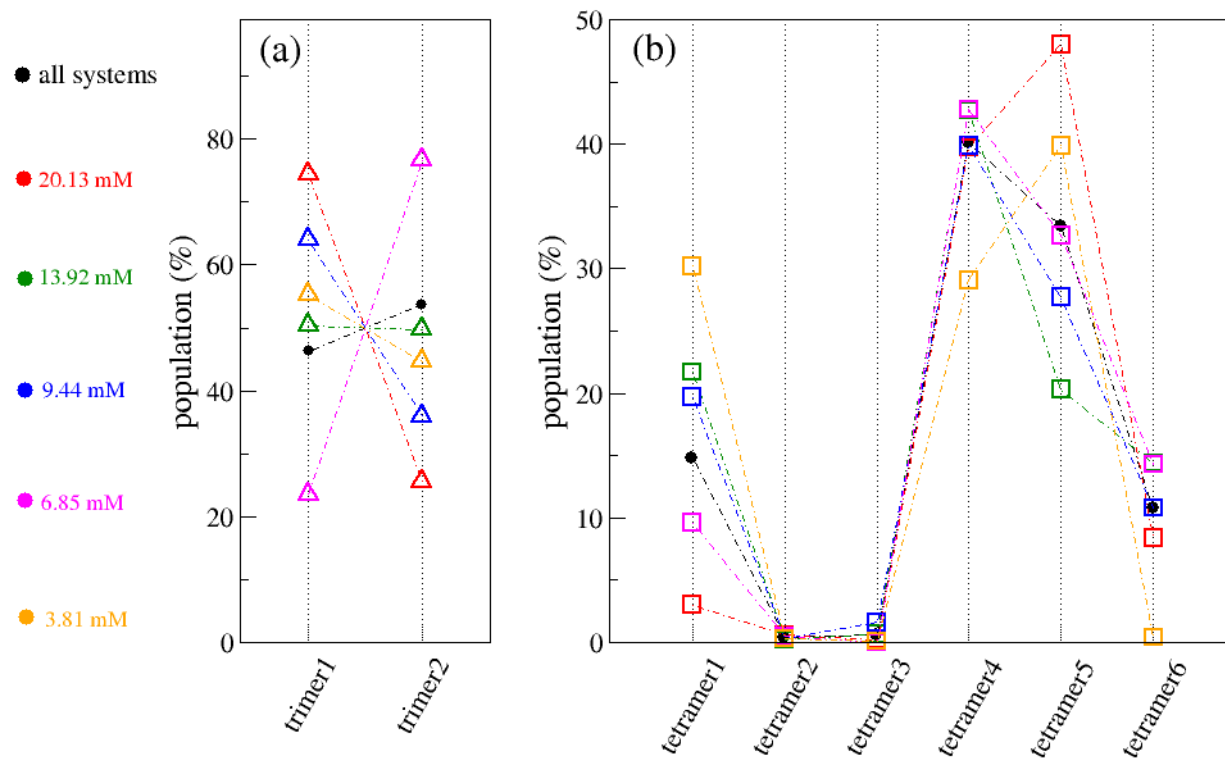 all systems
20.13 mM
13.92 mM
9.44 mM
6.85 mM
3.81 mM
(a)
population (%)
80
60
40
20
0
trimer1
trimer2
(b)
population (%)
50
40
30
20
10
0
tetramer1
tetramer2
tetramer3
tetramer4
tetramer5
tetramer6